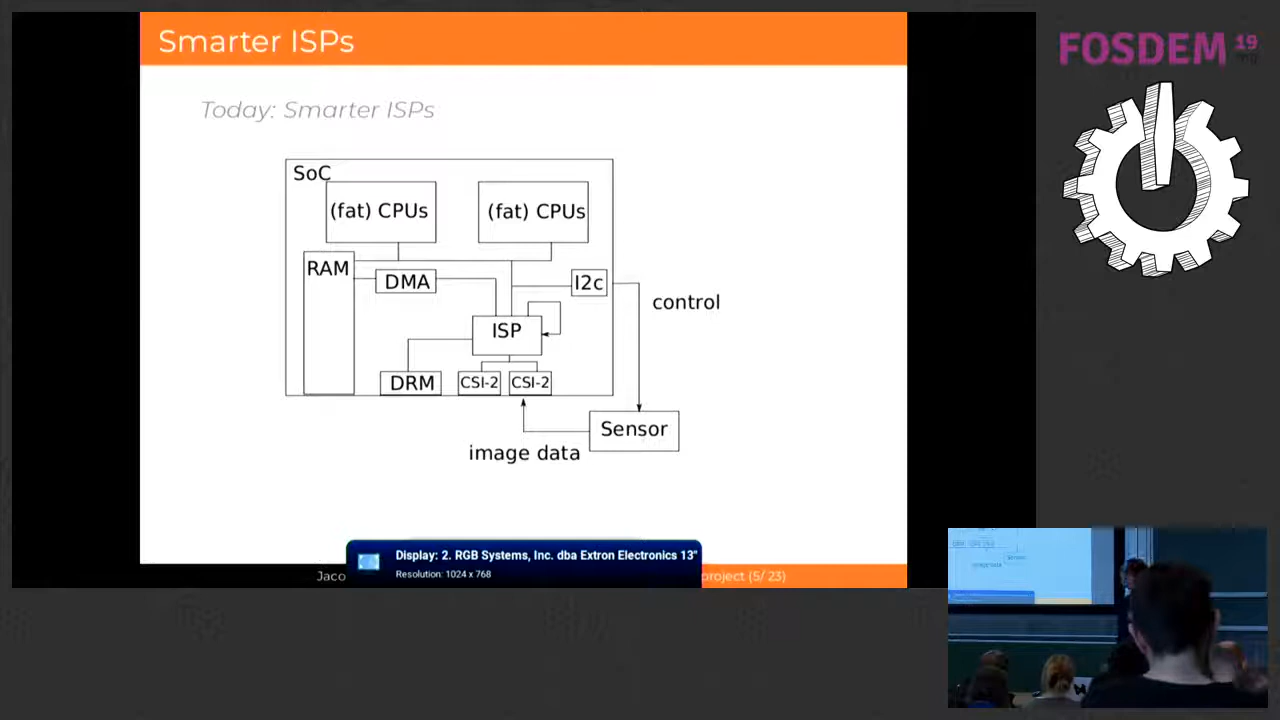 Smarter ISPs
FOSDEM 19
.org
Today: Smarter ISPs
SoC
(fat) CPUs
(fat) CPUs
RAM
DMA
I2c
control
ISP
DRM
CSI-2
CSI-2
Sensor
image data
Display: 2. RGB Systems, Inc. dba Extron Electronics 13"
Resolution: 1024 x 768
Jaco
project (5/ 23)